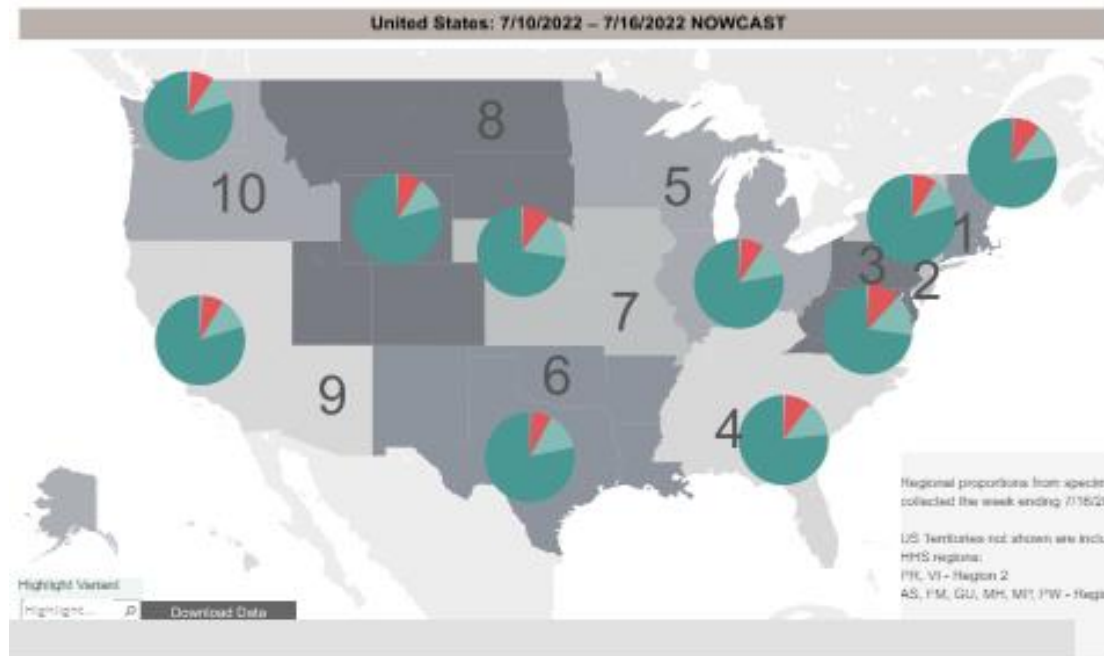 United States: 7/10/2022 – 7/16/2022 NOWCAST
8
10
5
1
3
2
7
6
9
4
Regional proportions from specim
collected the week ending 7/16/2
US Territories not shown are inclu
HHS regions:
PR, VI - Region 2
AS, FM, GU, MH, MP, PW - Regi
Highlight Variant
Highlight...
Download Data